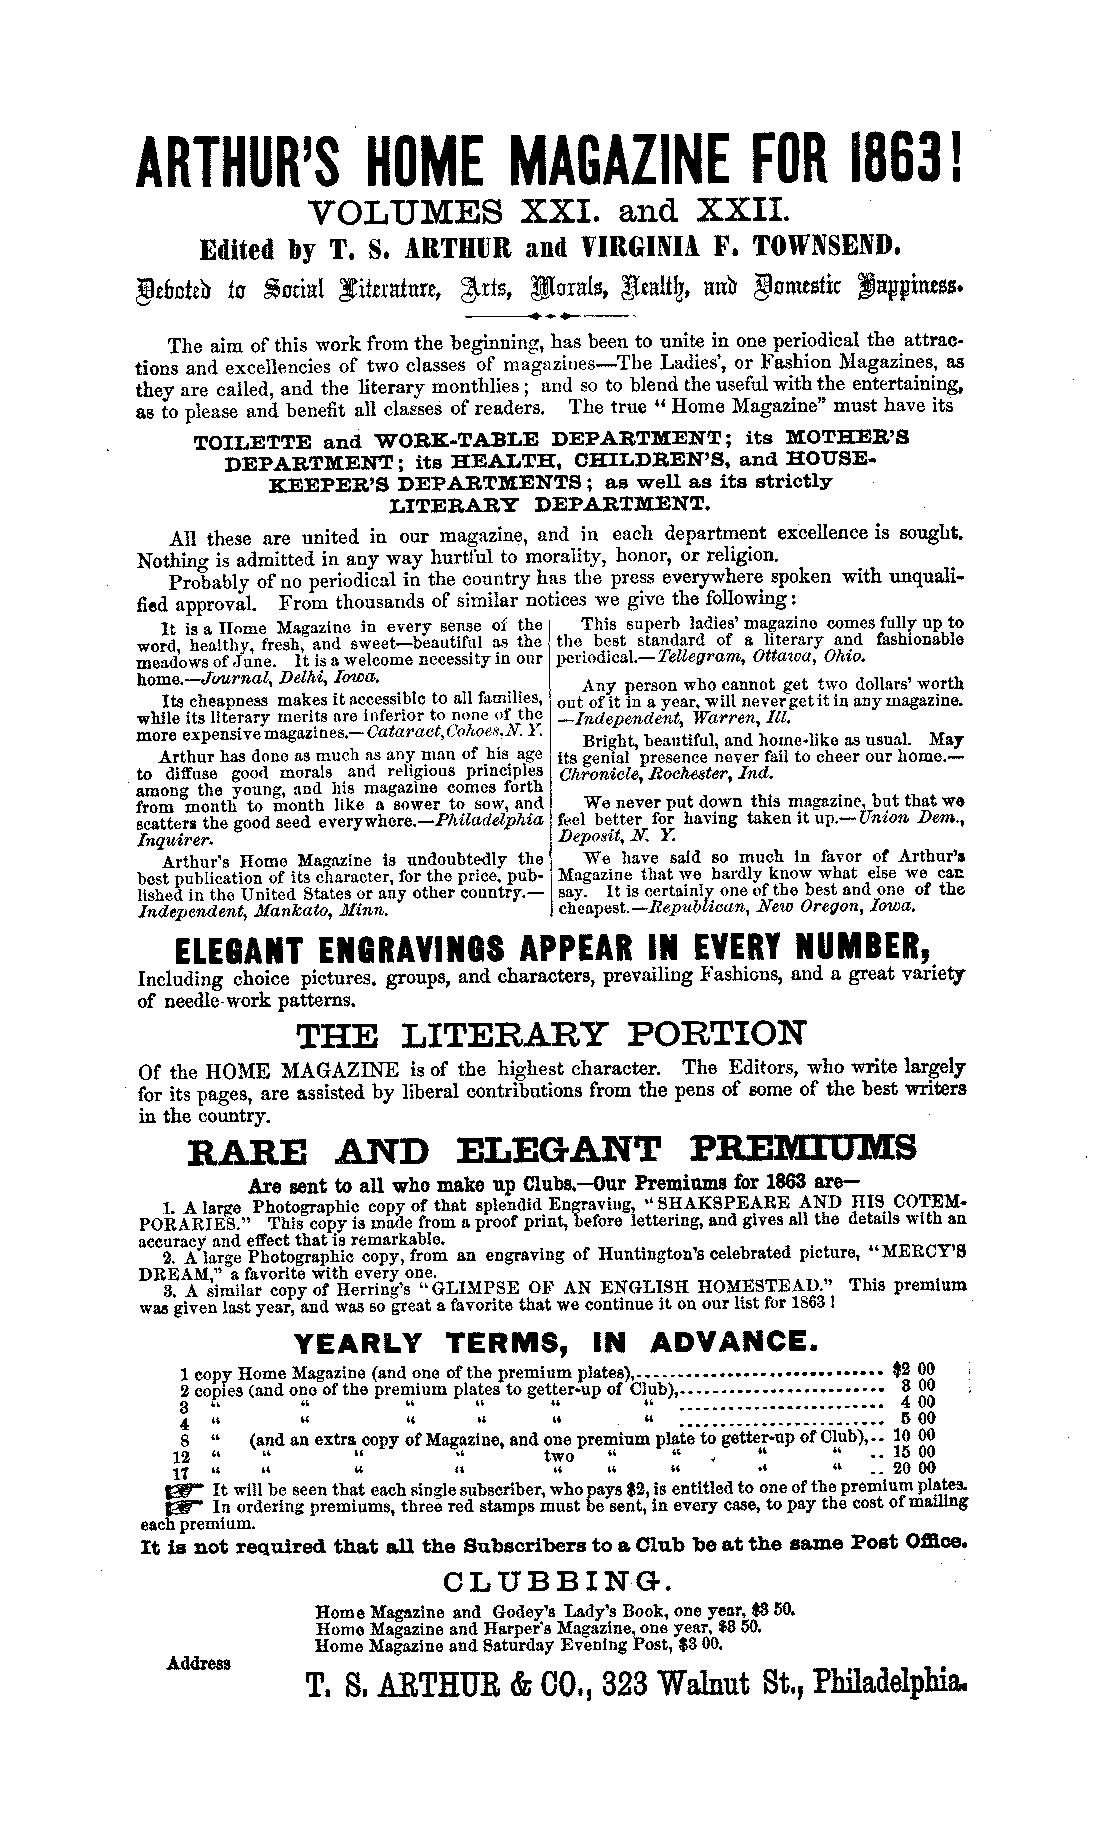 ARTHUR'S HOME MAGAZINE FOR 1863!
VOLUMES XXI. and XXII.
Edited by T. S. ARTHUR and VIRGINIA F. TOWNSEND.
Devoted to Social Literature, Arts, Morals, Health, and Domestic Happiness.
The aim of this work from the beginning, has been to unite in one periodical the attrac-
tions and excellencies of two classes of magazines—The Ladies', or Fashion Magazines, as
they are called, and the literary monthlies; and so to blend the useful with the entertaining,
as to please and benefit all classes of readers. The true "Home Magazine" must have its
TOILETTE and WORK-TABLE DEPARTMENT; its MOTHER'S
DEPARTMENT; its HEALTH, CHILDREN'S, and HOUSE-
KEEPER'S DEPARTMENTS; as well as its strictly
LITERARY DEPARTMENT.
All these are united in our magazine, and in each department excellence is sought.
Nothing is admitted in any way hurtful to morality, honor, or religion.
Probably of no periodical in the country has the press everywhere spoken with unquali-
fied approval. From thousands of similar notices we give the following:
It is a Home Magazine in every sense of the
word, healthy, fresh, and sweet—beautiful as the
meadows of June. It is a welcome necessity in our
home.—Journal, Delhi, Iowa.
Its cheapness makes it accessible to all families,
while its literary merits are inferior to none of the
more expensive magazines.—Cataract, Cohoes, N. Y.
Arthur has done as much as any man of his age
to diffuse good morals and religious principles
among the young, and his magazine comes forth
from month to month like a sower to sow, and
scatters the good seed everywhere.—Philadelphia
Inquirer.
Arthur's Home Magazine is undoubtedly the
best publication of its character, for the price, pub-
lished in the United States or any other country.—
Independent, Mankato, Minn.
This superb ladies' magazine comes fully up to
the best standard of a literary and fashionable
periodical.—Tellegram, Ottawa, Ohio.
Any person who cannot get two dollars' worth
out of it in a year, will never get it in any magazine.
—Independent, Warren, Ill.
Bright, beautiful, and home-like as usual. May
its genial presence never fail to cheer our home.—
Chronicle, Rochester, Ind.
We never put down this magazine, but that we
feel better for having taken it up.—Union Dem.,
Deposit, N. Y.
We have said so much in favor of Arthur's
Magazine that we hardly know what else we can
say. It is certainly one of the best and one of the
cheapest.—Republican, New Oregon, Iowa.
ELEGANT ENGRAVINGS APPEAR IN EVERY NUMBER,
Including choice pictures, groups, and characters, prevailing Fashions, and a great variety
of needle-work patterns.
THE LITERARY PORTION
Of the HOME MAGAZINE is of the highest character. The Editors, who write largely
for its pages, are assisted by liberal contributions from the pens of some of the best writers
in the country.
RARE AND ELEGANT PREMIUMS
Are sent to all who make up Clubs.—Our Premiums for 1863 are—
1. A large Photographic copy of that splendid Engraving, "SHAKSPEARE AND HIS COTEM-
PORARIES." This copy is made from a proof print, before lettering, and gives all the details with an
accuracy and effect that is remarkable.
2. A large Photographic copy, from an engraving of Huntington's celebrated picture, "MERCY'S
DREAM," a favorite with every one.
3. A similar copy of Herring's "GLIMPSE OF AN ENGLISH HOMESTEAD." This premium
was given last year, and was so great a favorite that we continue it on our list for 1863!
YEARLY TERMS, IN ADVANCE.
1 copy Home Magazine (and one of the premium plates),.............................. $2 00
2 copies (and one of the premium plates to getter-up of Club),......................... 3 00
3 " " " " " " ......................... 4 00
4 " " " " " " ......................... 5 00
8 " (and an extra copy of Magazine, and one premium plate to getter-up of Club),.. 10 00
12 " " " " two " " " " .. 15 00
17 " " " " " " " " " .. 20 00
☞ It will be seen that each single subscriber, who pays $2, is entitled to one of the premium plates.
☞ In ordering premiums, three red stamps must be sent, in every case, to pay the cost of mailing
each premium.
It is not required that all the Subscribers to a Club be at the same Post Office.
CLUBBING.
Home Magazine and Godey's Lady's Book, one year, $3 50.
Home Magazine and Harper's Magazine, one year, $3 50.
Home Magazine and Saturday Evening Post, $3 00.
Address
T. S. ARTHUR & CO., 323 Walnut St., Philadelphia.